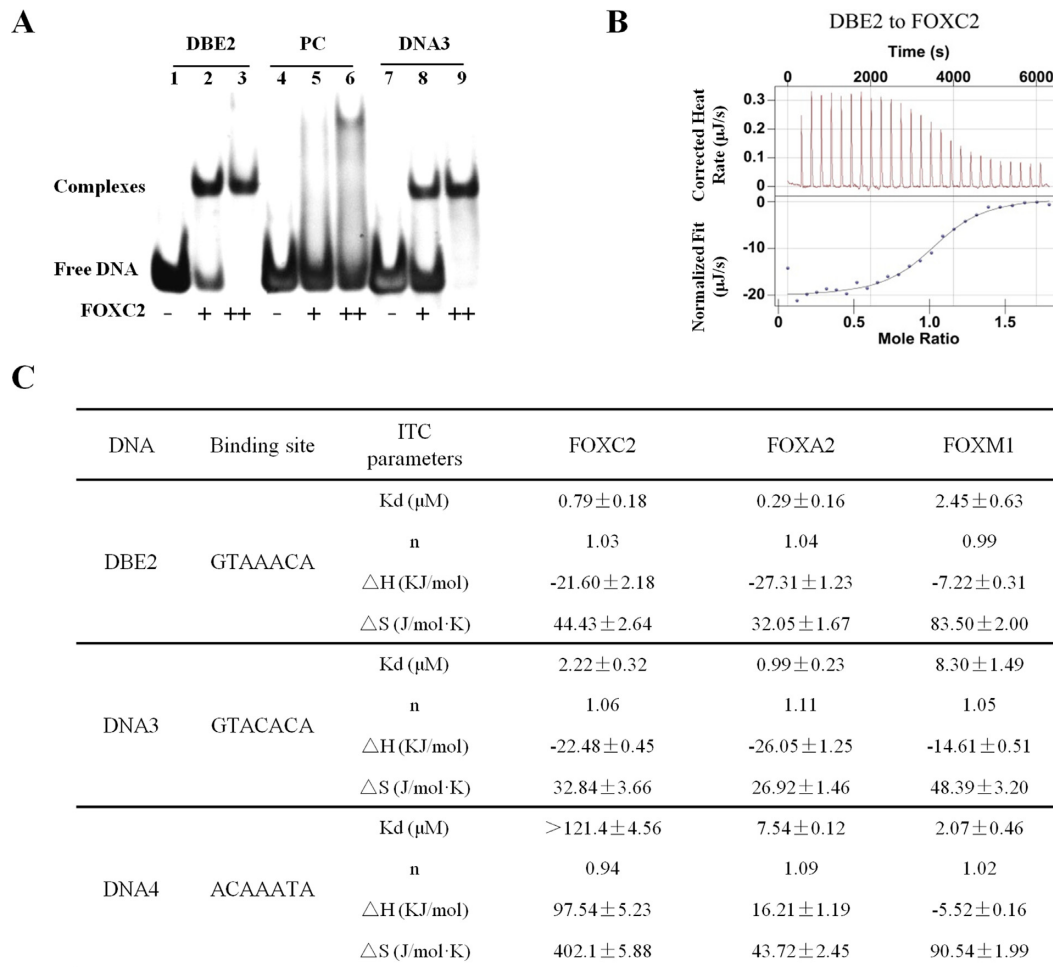 A
DBE2 PC DNA3
1 2 3 4 5 6 7 8 9
Complexes
Free DNA
FOXC2 - + ++ - + ++ - + ++
B
DBE2 to FOXC2
Time (s)
0 2000 4000 6000
Corrected Heat
Rate (µJ/s)
0.3
0.2
0.1
0
Normalized Fit
(µJ/s)
0
-10
-20
0.5 1.0 1.5
Mole Ratio
C
DNA Binding site ITC parameters FOXC2 FOXA2 FOXM1
Kd (µM) 0.79±0.18 0.29±0.16 2.45±0.63
n 1.03 1.04 0.99
DBE2 GTAAACA
△H (KJ/mol) -21.60±2.18 -27.31±1.23 -7.22±0.31
△S (J/mol·K) 44.43±2.64 32.05±1.67 83.50±2.00
Kd (µM) 2.22±0.32 0.99±0.23 8.30±1.49
n 1.06 1.11 1.05
DNA3 GTACACA
△H (KJ/mol) -22.48±0.45 -26.05±1.25 -14.61±0.51
△S (J/mol·K) 32.84±3.66 26.92±1.46 48.39±3.20
Kd (µM) >121.4±4.56 7.54±0.12 2.07±0.46
n 0.94 1.09 1.02
DNA4 ACAAATA
△H (KJ/mol) 97.54±5.23 16.21±1.19 -5.52±0.16
△S (J/mol·K) 402.1±5.88 43.72±2.45 90.54±1.99